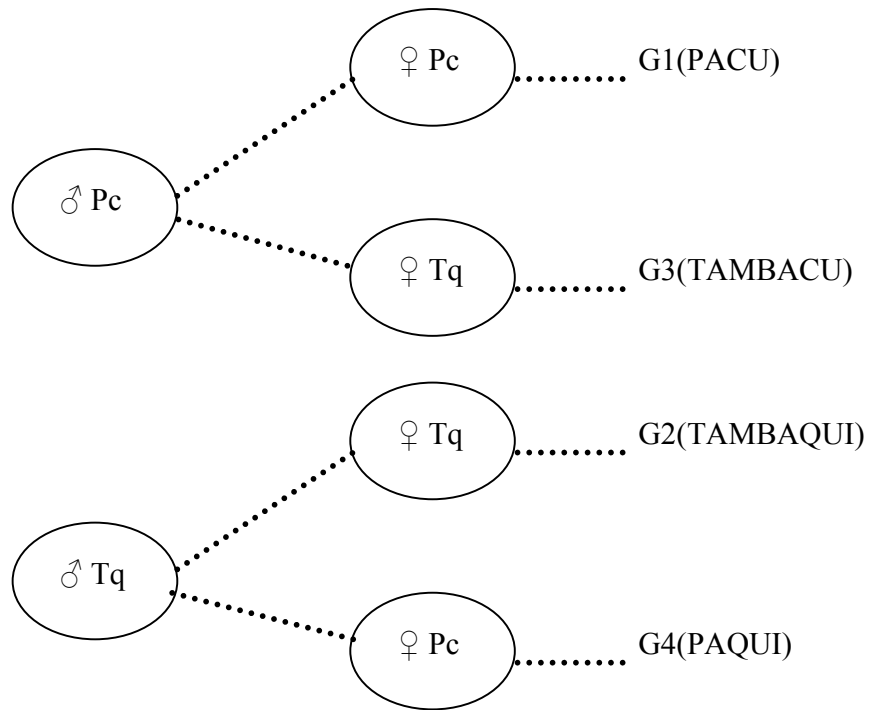 ♀ Pc
G1(PACU)
♂ Pc
♀ Tq
G3(TAMBACU)
♀ Tq
G2(TAMBAQUI)
♂ Tq
♀ Pc
G4(PAQUI)